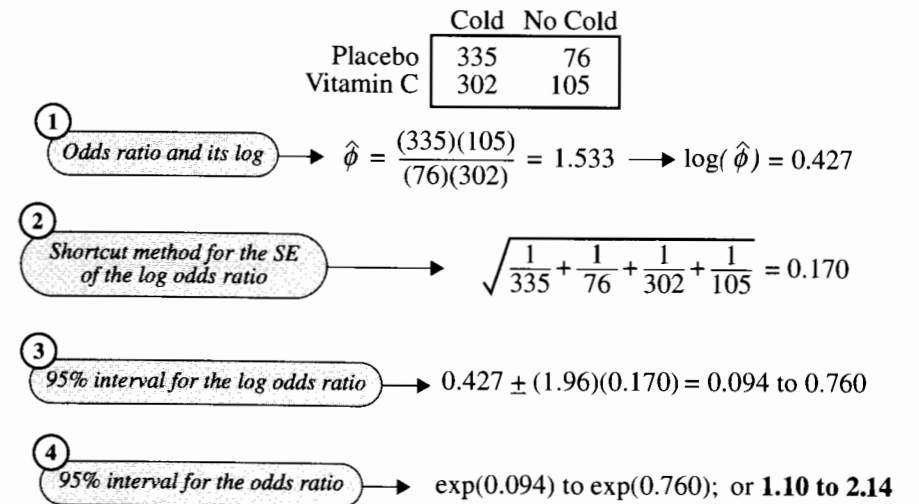 Cold No Cold
Placebo 335 76
Vitamin C 302 105
1
Odds ratio and its log → φ̂ = (335)(105) / (76)(302) = 1.533 → log(φ̂) = 0.427
2
Shortcut method for the SE
of the log odds ratio → √(1/335 + 1/76 + 1/302 + 1/105) = 0.170
3
95% interval for the log odds ratio → 0.427 ± (1.96)(0.170) = 0.094 to 0.760
4
95% interval for the odds ratio → exp(0.094) to exp(0.760); or 1.10 to 2.14